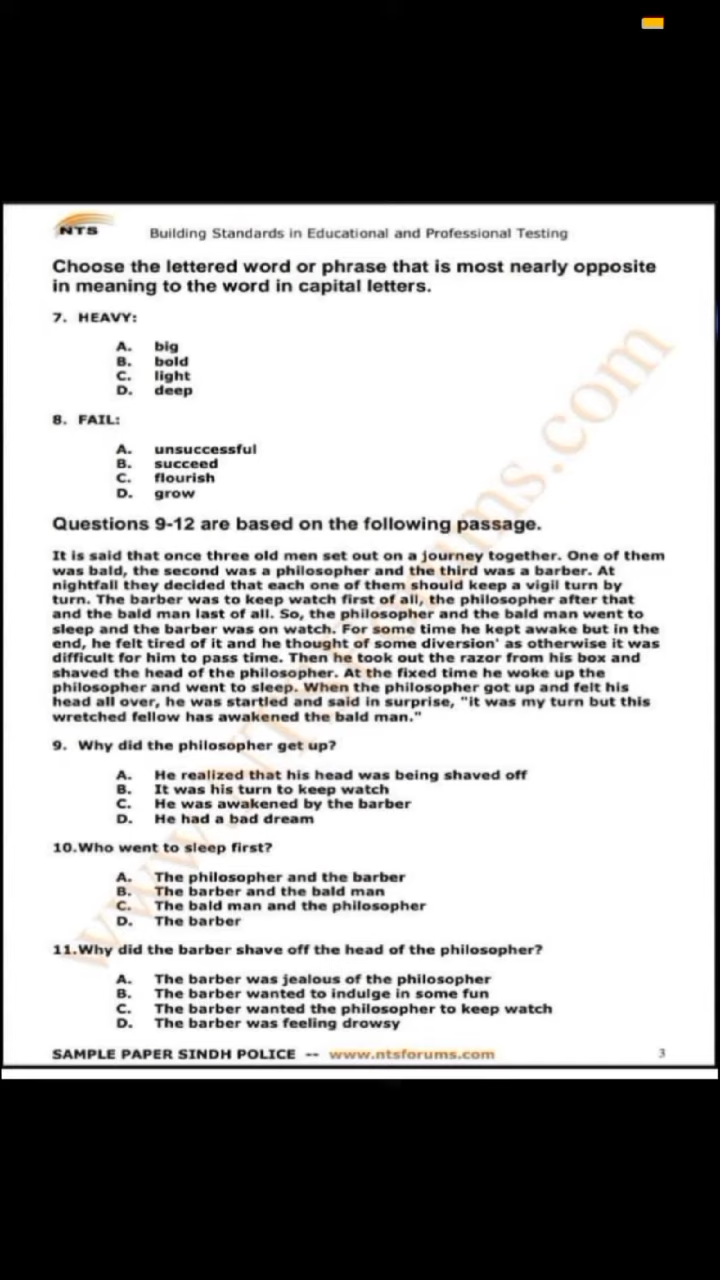 NTS
Building Standards in Educational and Professional Testing
Choose the lettered word or phrase that is most nearly opposite
in meaning to the word in capital letters.
7. HEAVY:
A. big
B. bold
C. light
D. deep
8. FAIL:
A. unsuccessful
B. succeed
C. flourish
D. grow
Questions 9-12 are based on the following passage.
It is said that once three old men set out on a journey together. One of them
was bald, the second was a philosopher and the third was a barber. At
nightfall they decided that each one of them should keep a vigil turn by
turn. The barber was to keep watch first of all, the philosopher after that
and the bald man last of all. So, the philosopher and the bald man went to
sleep and the barber was on watch. For some time he kept awake but in the
end, he felt tired of it and he thought of some diversion' as otherwise it was
difficult for him to pass time. Then he took out the razor from his box and
shaved the head of the philosopher. At the fixed time he woke up the
philosopher and went to sleep. When the philosopher got up and felt his
head all over, he was startled and said in surprise, "it was my turn but this
wretched fellow has awakened the bald man."
9. Why did the philosopher get up?
A. He realized that his head was being shaved off
B. It was his turn to keep watch
C. He was awakened by the barber
D. He had a bad dream
10.Who went to sleep first?
A. The philosopher and the barber
B. The barber and the bald man
C. The bald man and the philosopher
D. The barber
11.Why did the barber shave off the head of the philosopher?
A. The barber was jealous of the philosopher
B. The barber wanted to indulge in some fun
C. The barber wanted the philosopher to keep watch
D. The barber was feeling drowsy
SAMPLE PAPER SINDH POLICE -- www.ntsforums.com 3
www.NTSforums.com